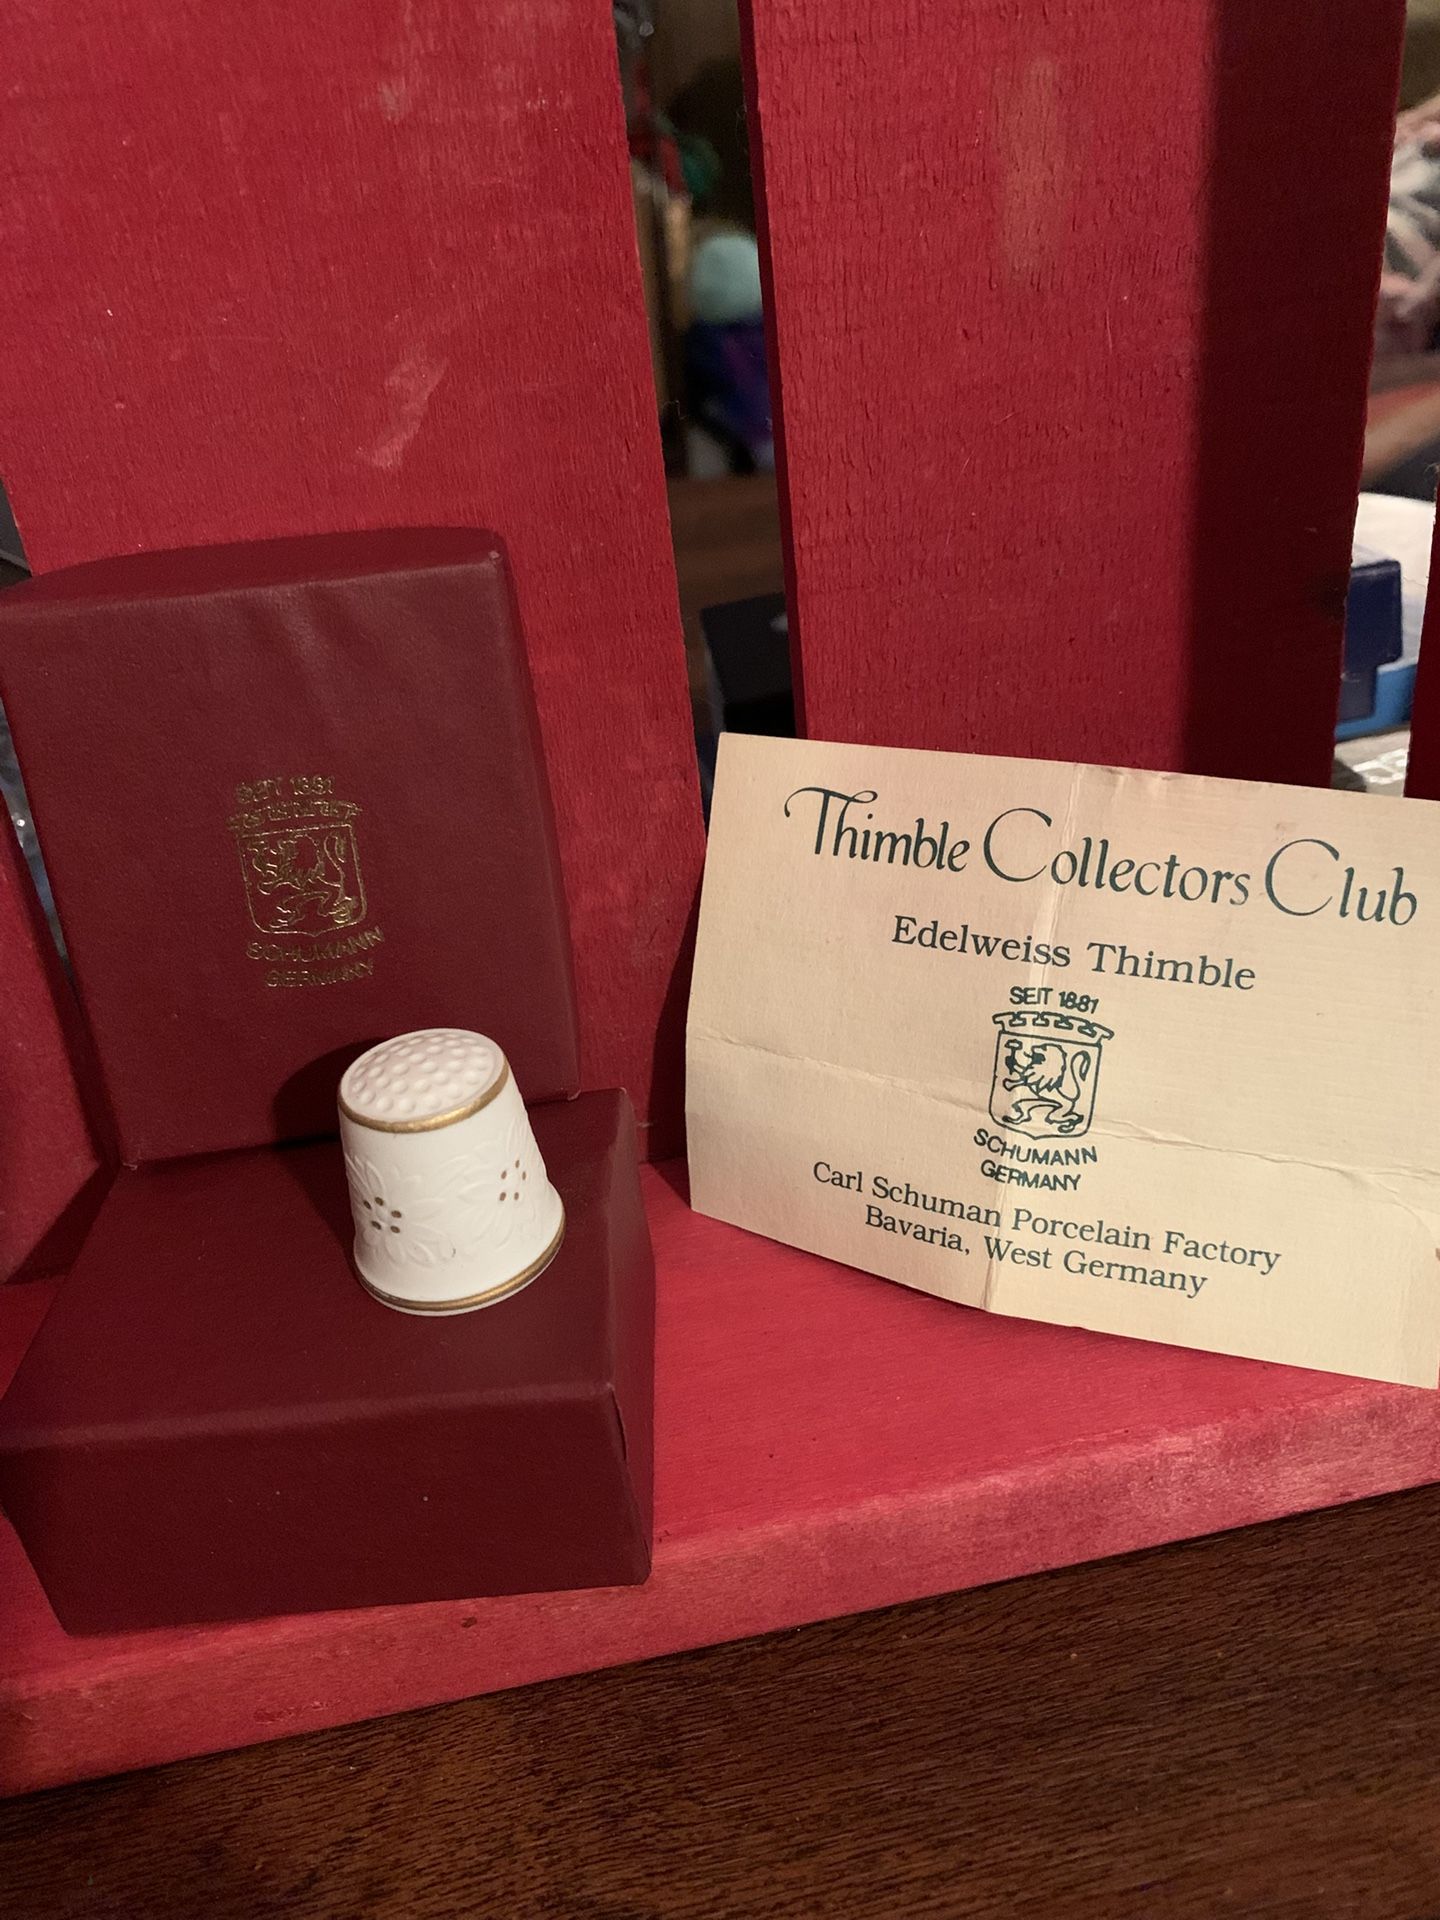 SEIT 1881
SCHUMANN
GERMANY
Thimble Collectors Club
Edelweiss Thimble
SEIT 1881
SCHUMANN
GERMANY
Carl Schuman Porcelain Factory
Bavaria, West Germany